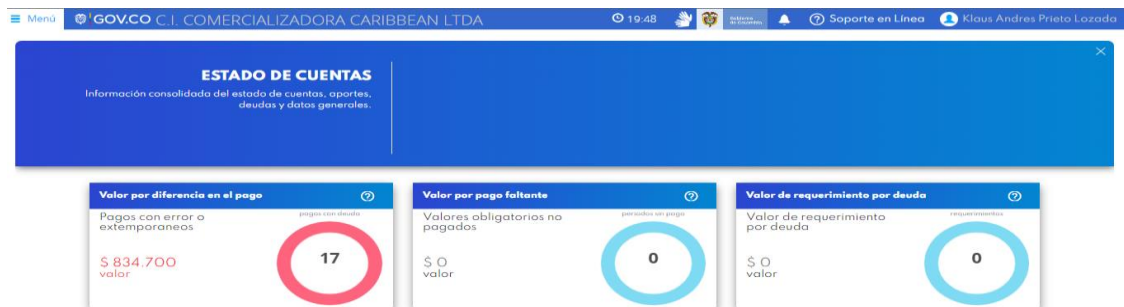 Menú
GOV.CO C.I. COMERCIALIZADORA CARIBBEAN LTDA
19:48
Soporte en Línea
Klaus Andres Prieto Lozada
ESTADO DE CUENTAS
Información consolidada del estado de cuentas, aportes,
deudas y datos generales.
Valor por diferencia en el pago
Pagos con error o
extemporaneos
pagos con deuda
17
$ 834.700
valor
Valor por pago faltante
Valores obligatorios no
pagados
periodos sin pago
0
$ 0
valor
Valor de requerimiento por deuda
Valor de requerimiento
por deuda
requerimientos
0
$ 0
valor